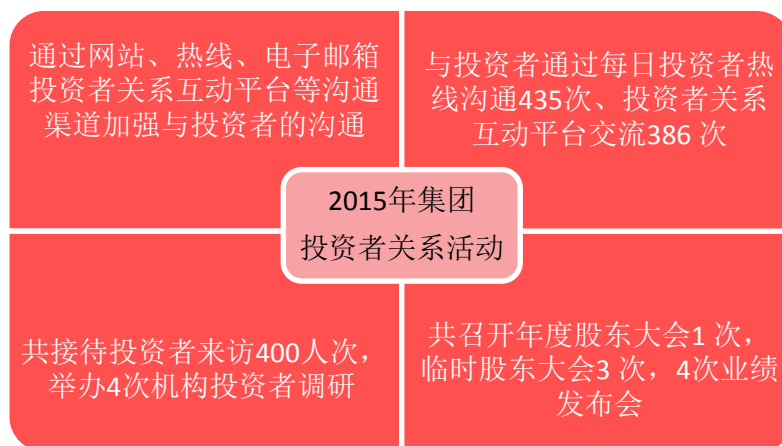 通过网站、热线、电子邮箱
投资者关系互动平台等沟通
渠道加强与投资者的沟通
与投资者通过每日投资者热
线沟通435次、投资者关系
互动平台交流386 次
2015年集团
投资者关系活动
共接待投资者来访400人次，
举办4次机构投资者调研
共召开年度股东大会1 次，
临时股东大会3 次，4次业绩
发布会